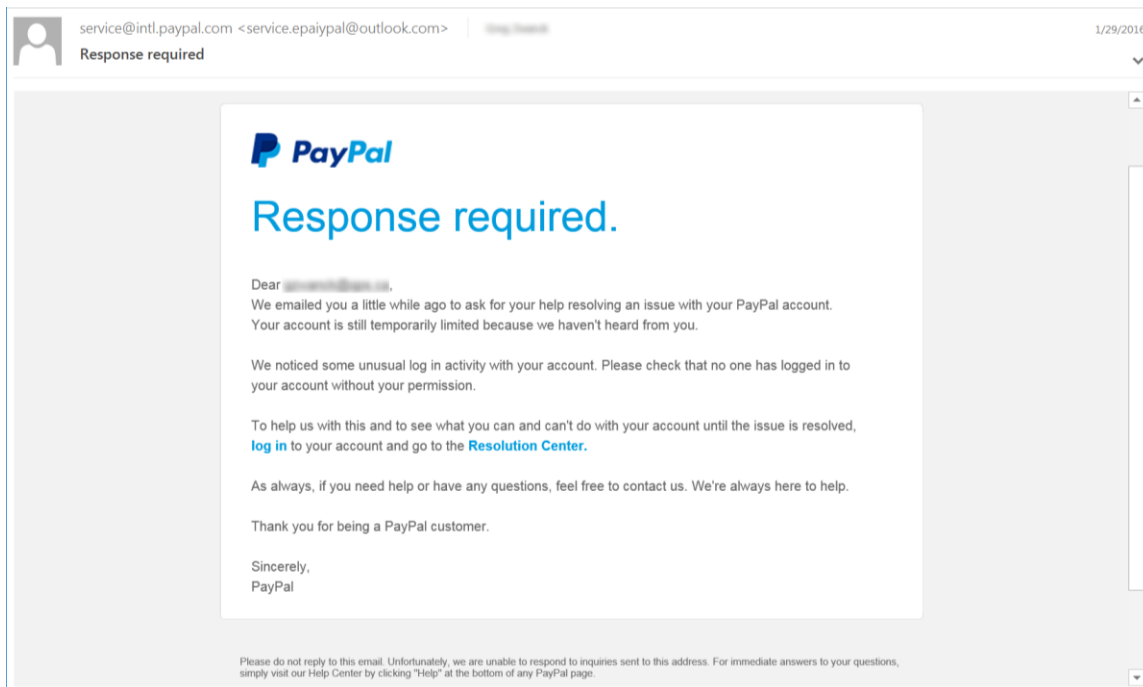 service@intl.paypal.com <service.epaiypal@outlook.com>
1/29/2016
Response required
PayPal
Response required.
Dear ,
We emailed you a little while ago to ask for your help resolving an issue with your PayPal account.
Your account is still temporarily limited because we haven't heard from you.
We noticed some unusual log in activity with your account. Please check that no one has logged in to
your account without your permission.
To help us with this and to see what you can and can't do with your account until the issue is resolved,
log in to your account and go to the Resolution Center.
As always, if you need help or have any questions, feel free to contact us. We're always here to help.
Thank you for being a PayPal customer.
Sincerely,
PayPal
Please do not reply to this email. Unfortunately, we are unable to respond to inquiries sent to this address. For immediate answers to your questions,
simply visit our Help Center by clicking "Help" at the bottom of any PayPal page.